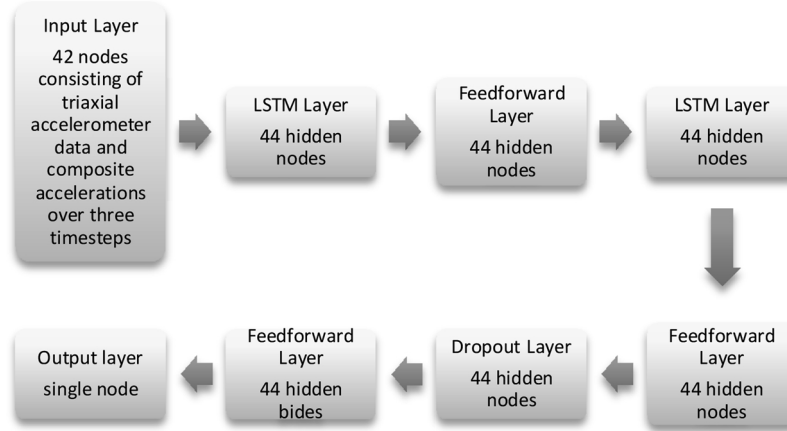 Input Layer
42 nodes
consisting of
triaxial
accelerometer
data and
composite
accelerations
over three
timesteps
LSTM Layer
44 hidden
nodes
Feedforward
Layer
44 hidden
nodes
LSTM Layer
44 hidden
nodes
Feedforward
Layer
44 hidden
nodes
Dropout Layer
44 hidden
nodes
Feedforward
Layer
44 hidden
bides
Output layer
single node